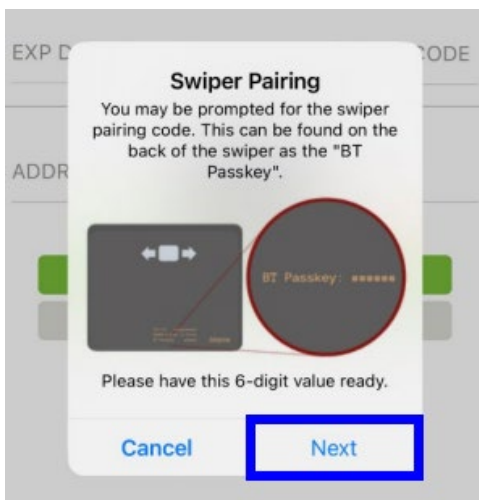 EXP D
CODE
Swiper Pairing
You may be prompted for the swiper
pairing code. This can be found on the
back of the swiper as the "BT
Passkey".
ADDR
BT Passkey: ******
Please have this 6-digit value ready.
Cancel
Next